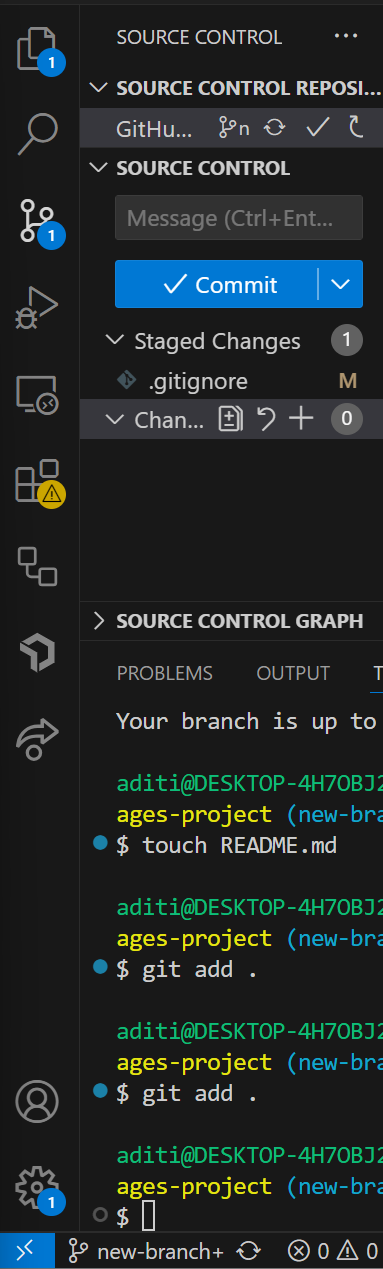 SOURCE CONTROL ...
1
SOURCE CONTROL REPOSI...
GitHu... n
SOURCE CONTROL
Message (Ctrl+Ent...
1
Commit
Staged Changes 1
.gitignore M
Chan... 0
SOURCE CONTROL GRAPH
PROBLEMS OUTPUT T
Your branch is up to
aditi@DESKTOP-4H7OBJ2
ages-project (new-bra
$ touch README.md
aditi@DESKTOP-4H7OBJ2
ages-project (new-bra
$ git add .
aditi@DESKTOP-4H7OBJ2
ages-project (new-bra
$ git add .
aditi@DESKTOP-4H7OBJ2
ages-project (new-bra
1
$
new-branch+ 0 0